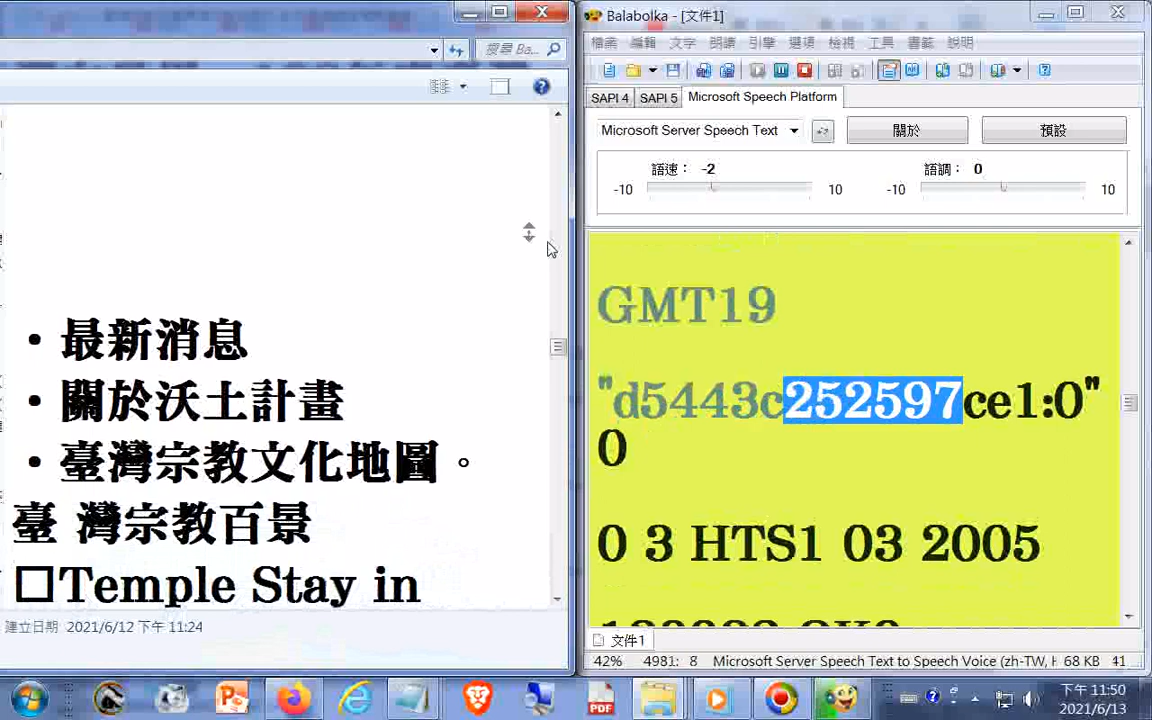 搜尋 Ba...
・最新消息
・關於沃土計畫
・臺灣宗教文化地圖。
臺 灣宗教百景
□Temple Stay in
建立日期 2021/6/12 下午 11:24
Balabolka - [文件1]
檔案 編輯 文字 朗讀 引擎 選項 檢視 工具 書籤 說明
SAPI 4 SAPI 5 Microsoft Speech Platform
Microsoft Server Speech Text 關於 預設
語速： -2 語調： 0
-10 10 -10 10
GMT19
"d5443c252597ce1:0"
0
0 3 HTS1 03 2005
文件1
42% 4981: 8 Microsoft Server Speech Text to Speech Voice (zh-TW, H 68 KB 41
PDF
下午 11:50
2021/6/13